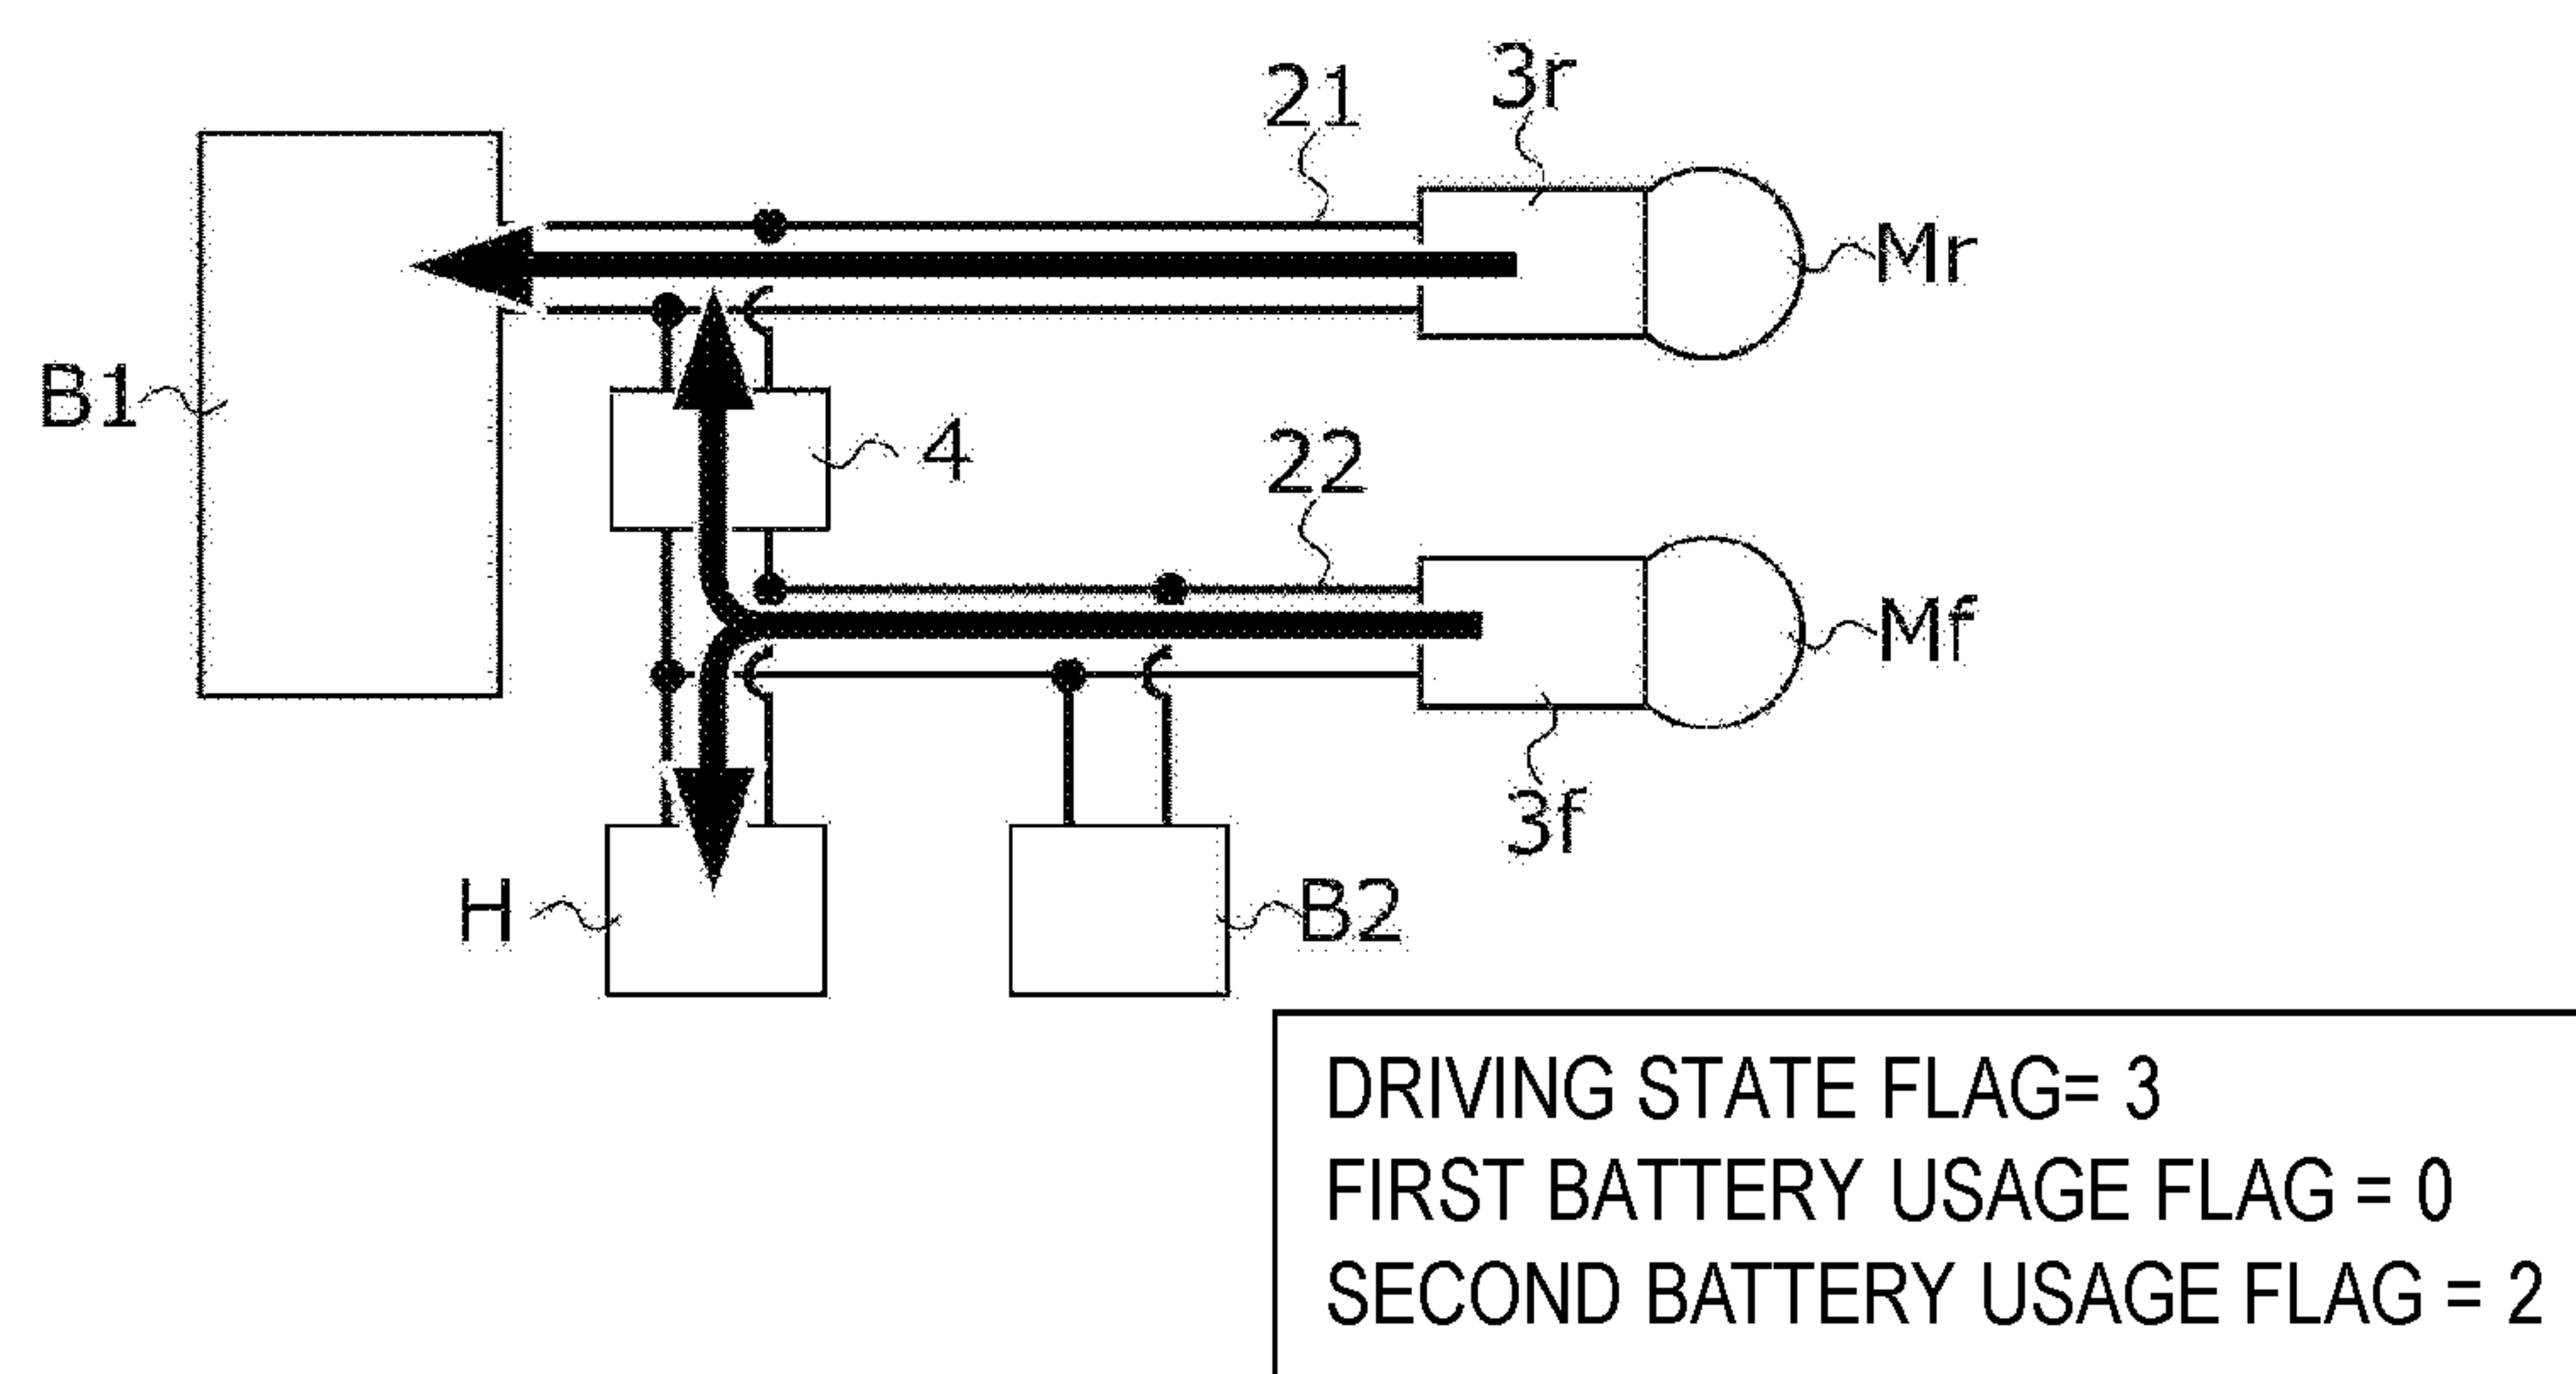 21
3r
Mr
B1
4
22
Mf
3f
H
B2
DRIVING STATE FLAG= 3
FIRST BATTERY USAGE FLAG = 0
SECOND BATTERY USAGE FLAG = 2